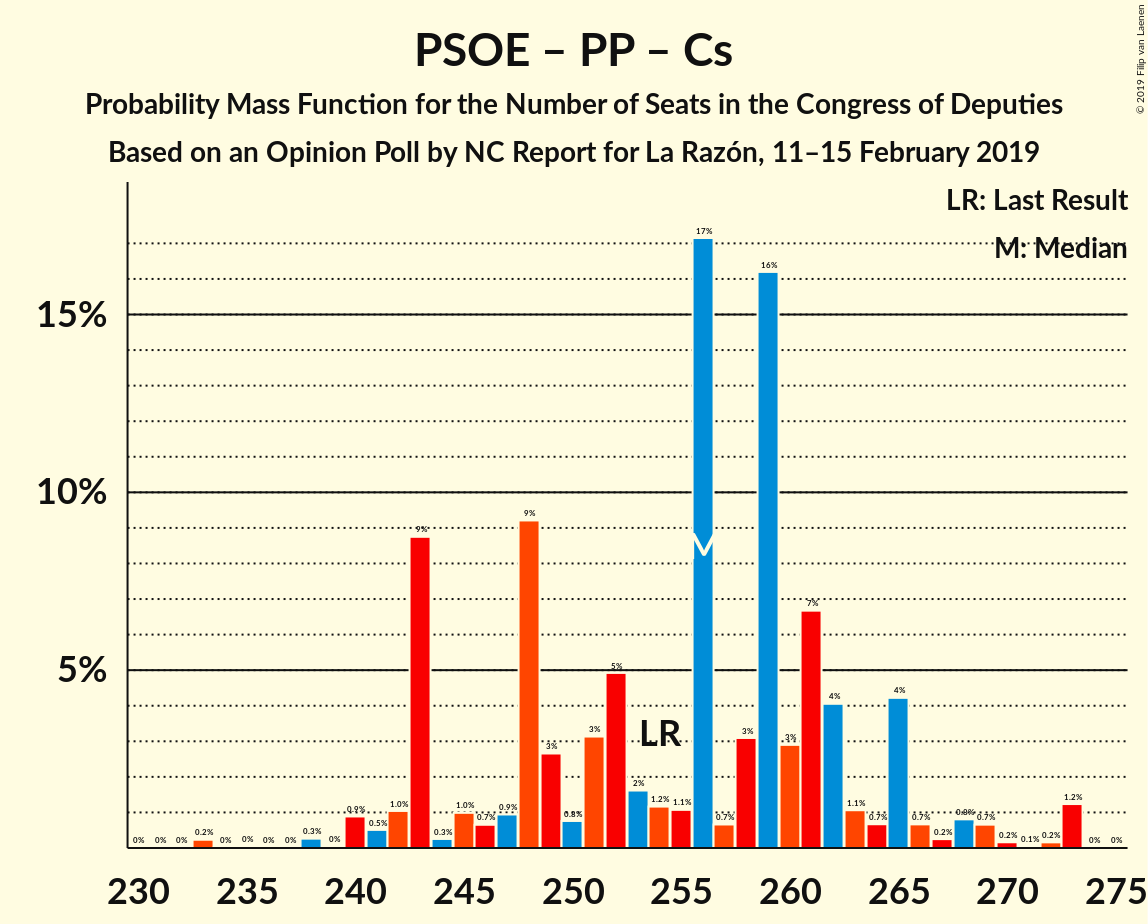 PSOE – PP – Cs
Probability Mass Function for the Number of Seats in the Congress of Deputies
Based on an Opinion Poll by NC Report for La Razón, 11–15 February 2019
© 2019 Filip van Laenen
LR: Last Result
M: Median
15%
10%
5%
0% 0% 0% 0.2% 0% 0% 0% 0% 0.3% 0% 0.9% 0.5% 1.0% 9% 0.3% 1.0% 0.7% 0.9% 9% 3% 0.8% 3% 5% 2% 1.2% 1.1% 17% 0.7% 3% 16% 3% 7% 4% 1.1% 0.7% 4% 0.7% 0.2% 0.8% 0.7% 0.2% 0.1% 0.2% 1.2% 0% 0%
LR
M
230 235 240 245 250 255 260 265 270 275